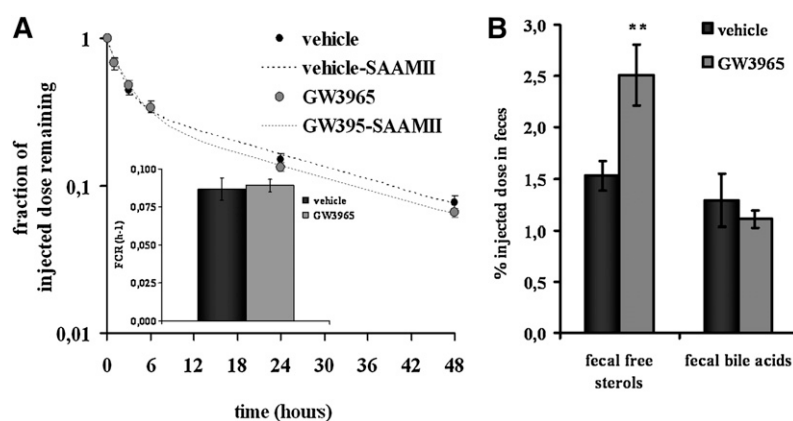 A
fraction of
injected dose remaining
1
0,1
0,01
0 6 12 18 24 30 36 42 48
time (hours)
vehicle
vehicle-SAAMII
GW3965
GW395-SAAMII
FCR (h-1)
0,100
0,075
0,050
0,025
0,000
vehicle
GW3965
B
% injected dose in feces
3,0
2,5
2,0
1,5
1,0
0,5
0,0
**
vehicle
GW3965
fecal free
sterols
fecal bile acids